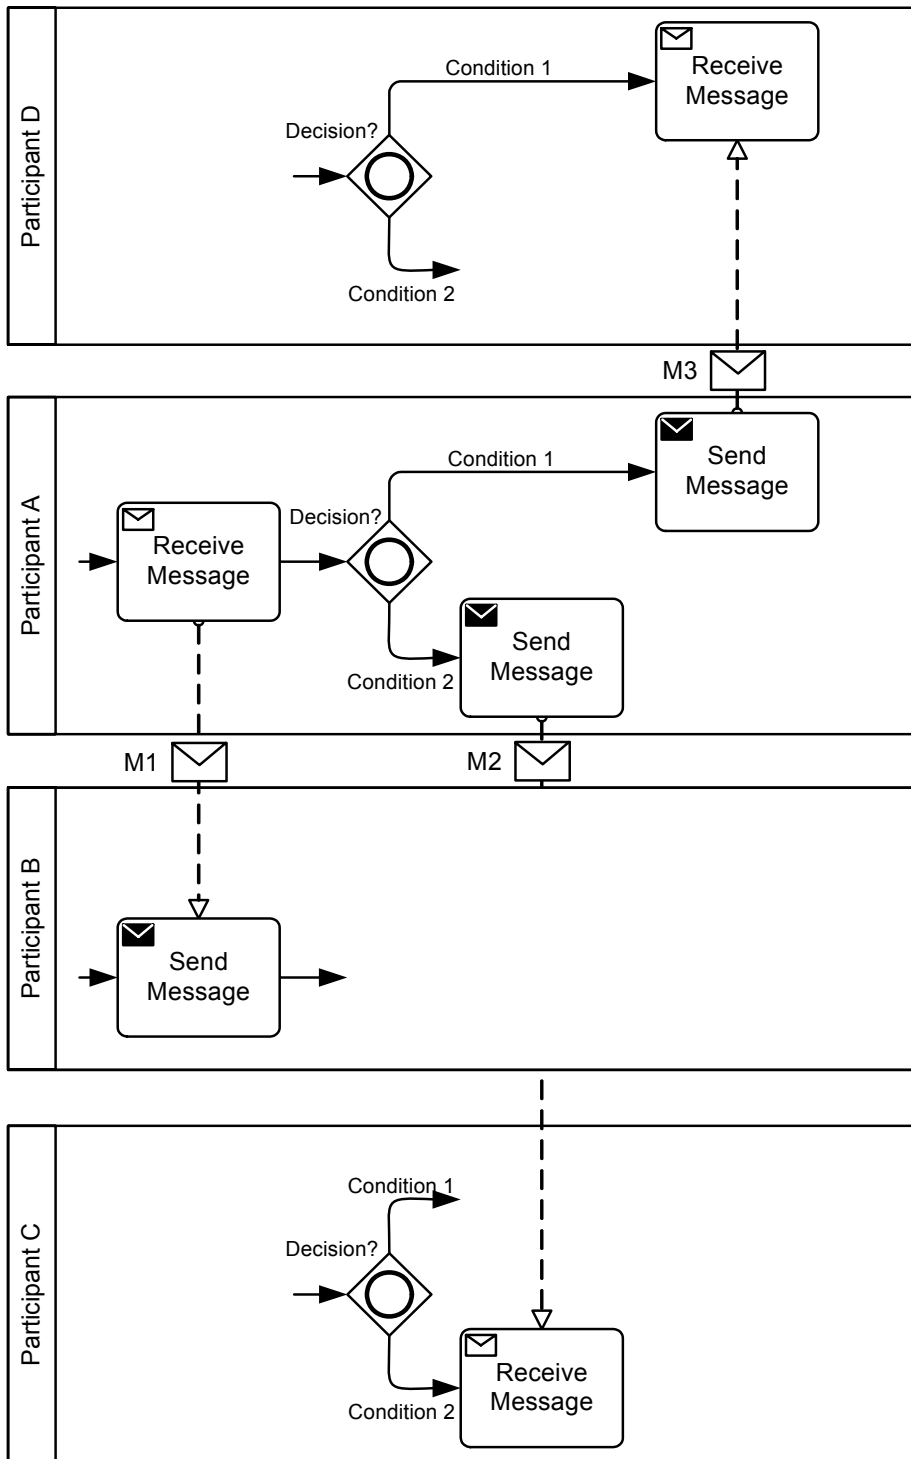 Participant D
Condition 1
Receive
Message
Decision?
Condition 2
M3
Participant A
Condition 1
Send
Message
Decision?
Receive
Message
Send
Message
Condition 2
M1
M2
Participant B
Send
Message
Participant C
Condition 1
Decision?
Receive
Message
Condition 2